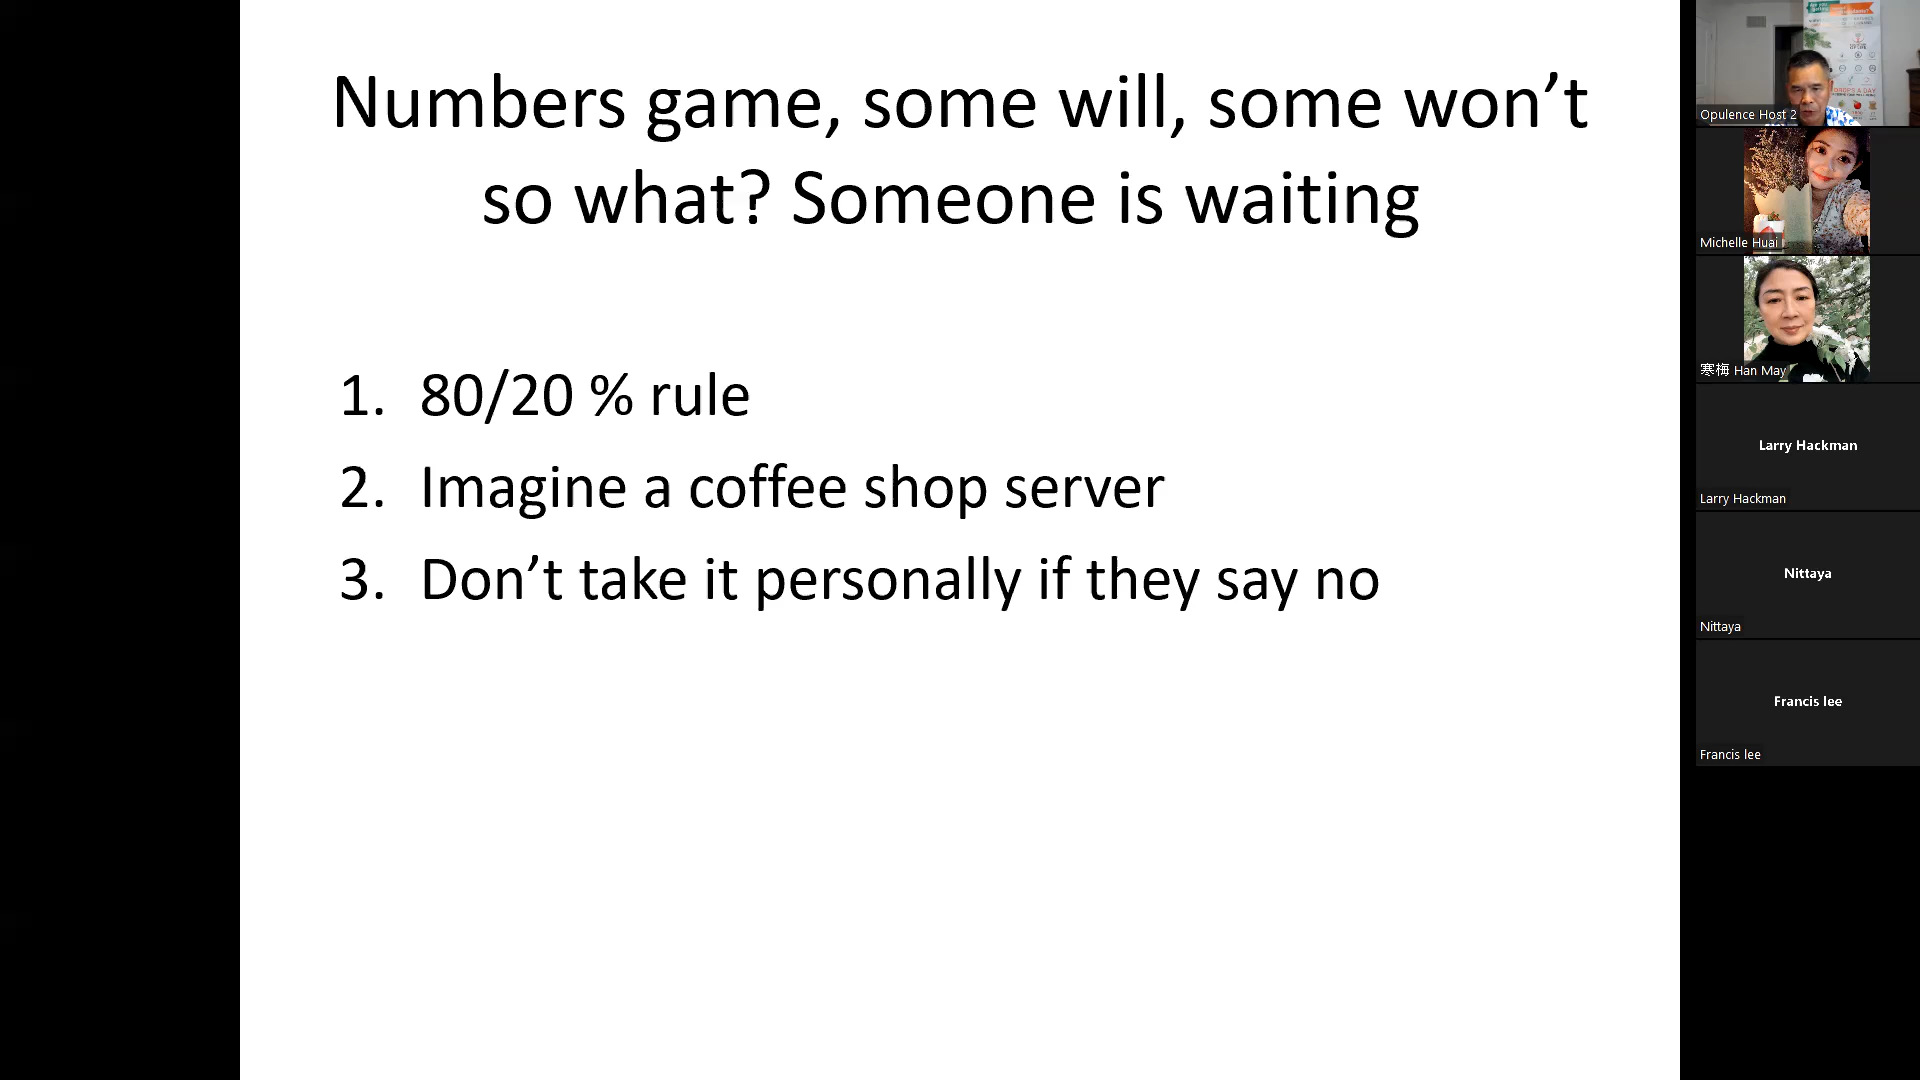 Numbers game, some will, some won’t
so what? Someone is waiting
1. 80/20 % rule
2. Imagine a coffee shop server
3. Don’t take it personally if they say no
Opulence Host 2
Michelle Huai
寒梅 Han May
Larry Hackman
Larry Hackman
Nittaya
Nittaya
Francis lee
Francis lee